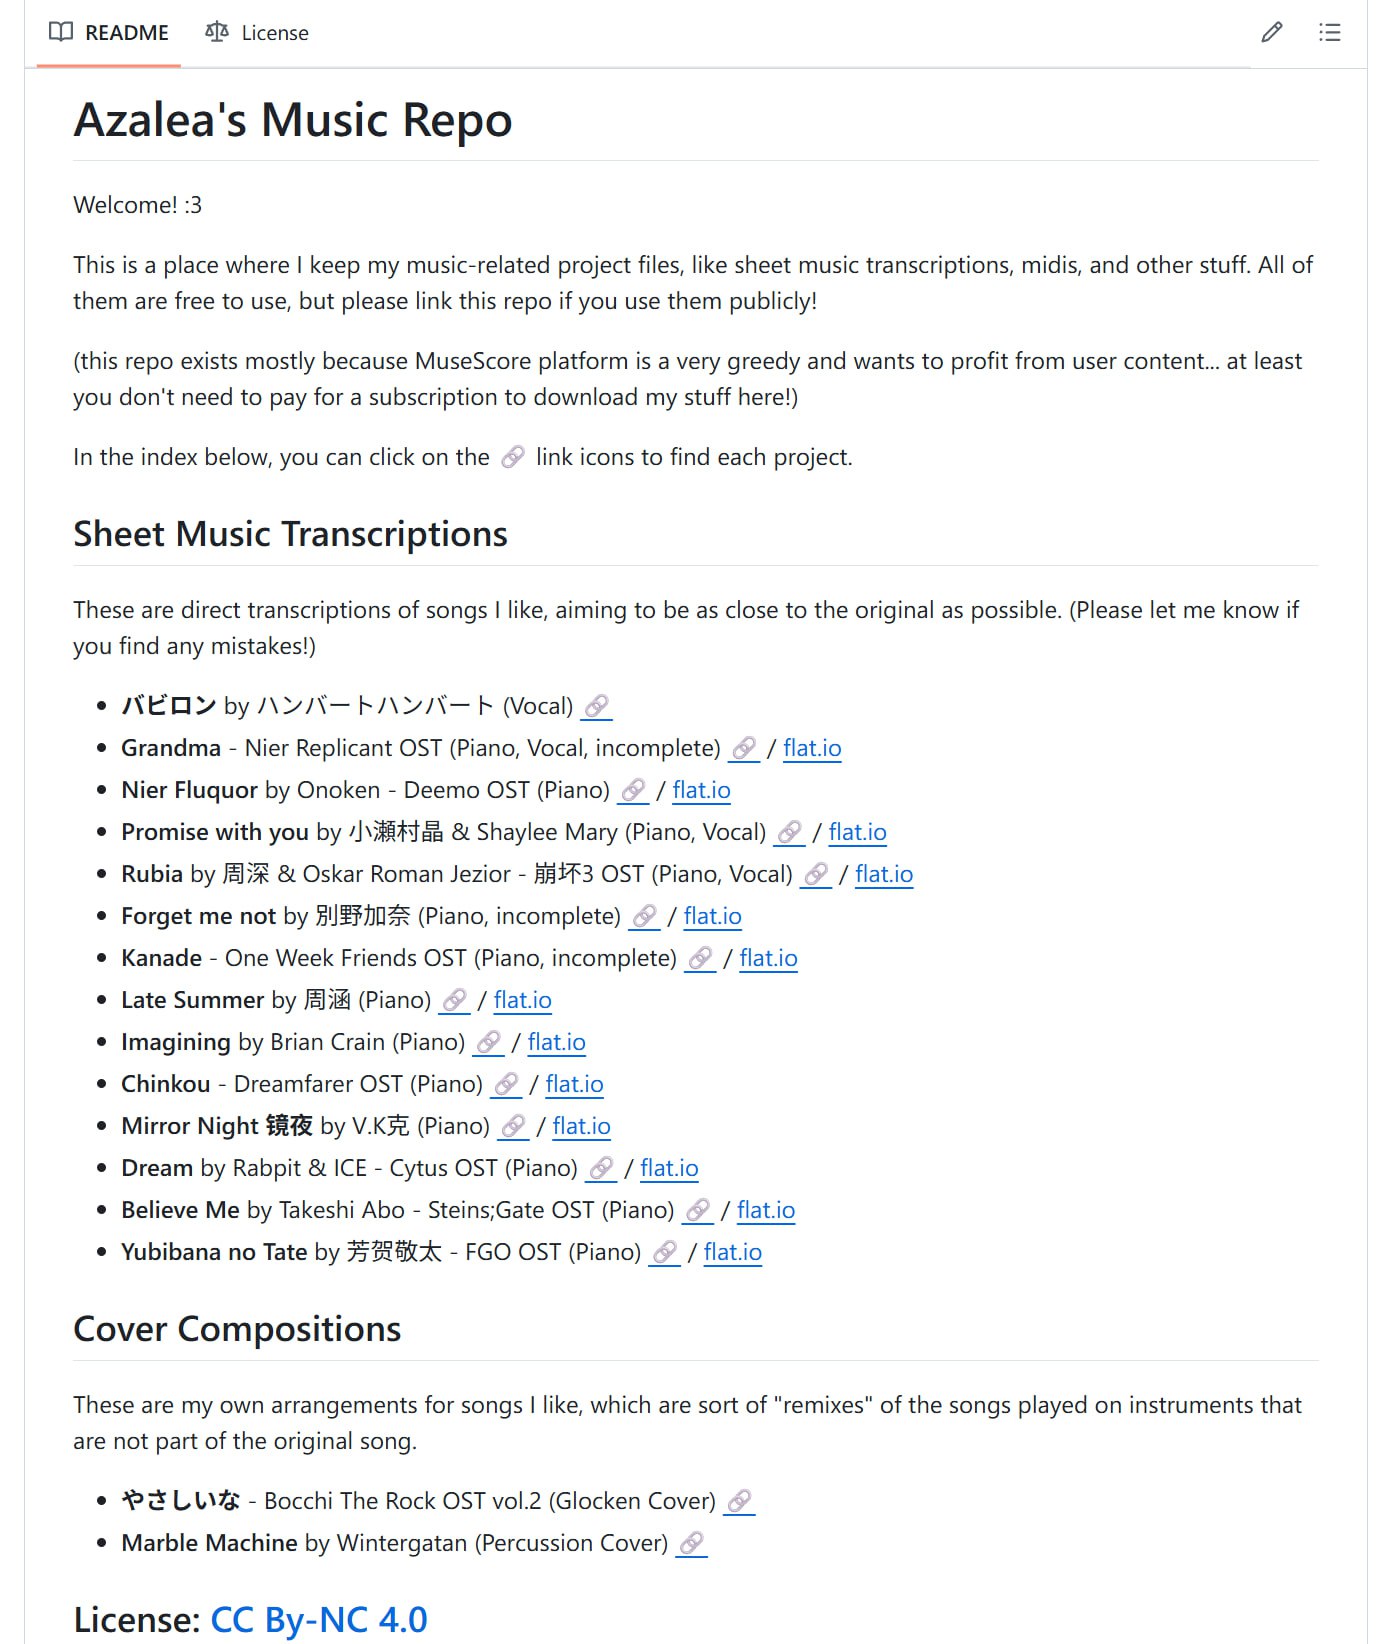 README License
Azalea's Music Repo
Welcome! :3
This is a place where I keep my music-related project files, like sheet music transcriptions, midis, and other stuff. All of
them are free to use, but please link this repo if you use them publicly!
(this repo exists mostly because MuseScore platform is a very greedy and wants to profit from user content... at least
you don't need to pay for a subscription to download my stuff here!)
In the index below, you can click on the 🔗 link icons to find each project.
Sheet Music Transcriptions
These are direct transcriptions of songs I like, aiming to be as close to the original as possible. (Please let me know if
you find any mistakes!)
• バビロン by ハンバートハンバート (Vocal) 🔗
• Grandma - Nier Replicant OST (Piano, Vocal, incomplete) 🔗 / flat.io
• Nier Fluquor by Onoken - Deemo OST (Piano) 🔗 / flat.io
• Promise with you by 小瀬村晶 & Shaylee Mary (Piano, Vocal) 🔗 / flat.io
• Rubia by 周深 & Oskar Roman Jezior - 崩坏3 OST (Piano, Vocal) 🔗 / flat.io
• Forget me not by 別野加奈 (Piano, incomplete) 🔗 / flat.io
• Kanade - One Week Friends OST (Piano, incomplete) 🔗 / flat.io
• Late Summer by 周涵 (Piano) 🔗 / flat.io
• Imagining by Brian Crain (Piano) 🔗 / flat.io
• Chinkou - Dreamfarer OST (Piano) 🔗 / flat.io
• Mirror Night 镜夜 by V.K克 (Piano) 🔗 / flat.io
• Dream by Rabpit & ICE - Cytus OST (Piano) 🔗 / flat.io
• Believe Me by Takeshi Abo - Steins;Gate OST (Piano) 🔗 / flat.io
• Yubibana no Tate by 芳贺敬太 - FGO OST (Piano) 🔗 / flat.io
Cover Compositions
These are my own arrangements for songs I like, which are sort of "remixes" of the songs played on instruments that
are not part of the original song.
• やさしいな - Bocchi The Rock OST vol.2 (Glocken Cover) 🔗
• Marble Machine by Wintergatan (Percussion Cover) 🔗
License: CC By-NC 4.0